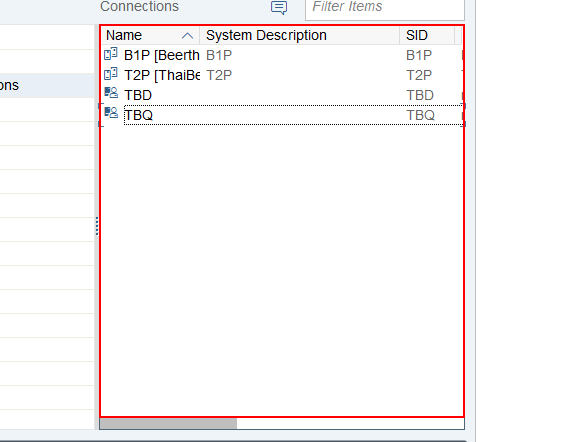 Connections Filter Items
Name System Description SID
B1P [Beerth B1P B1P
ons T2P [ThaiBe T2P T2P
TBD TBD
TBQ TBQ